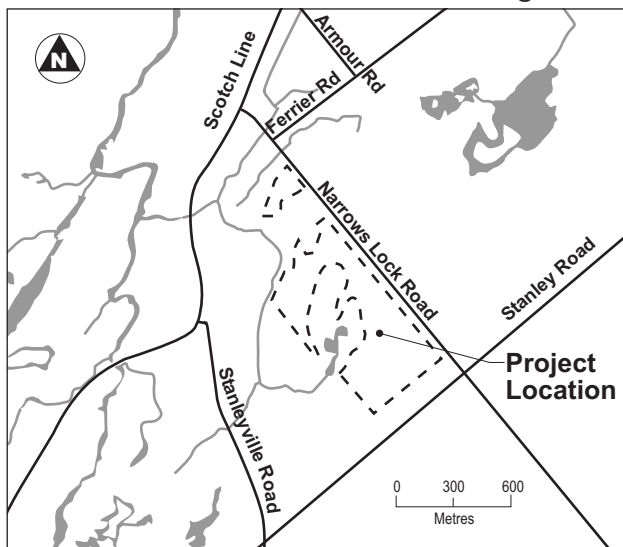 N
Scotch Line
Armour Rd
Ferrier Rd
Narrows Lock Road
Stanley Road
Project
Location
Stanleyville Road
0 300 600
Metres